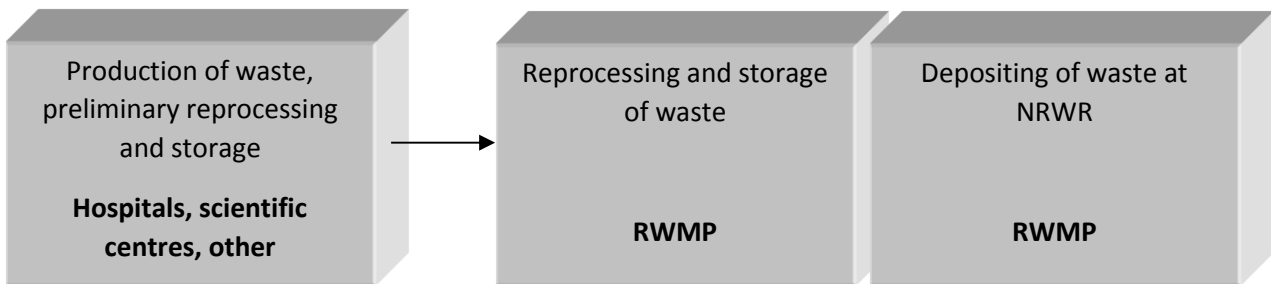 Production of waste,
preliminary reprocessing
and storage
Hospitals, scientific
centres, other
Reprocessing and storage
of waste
RWMP
Depositing of waste at
NRWR
RWMP